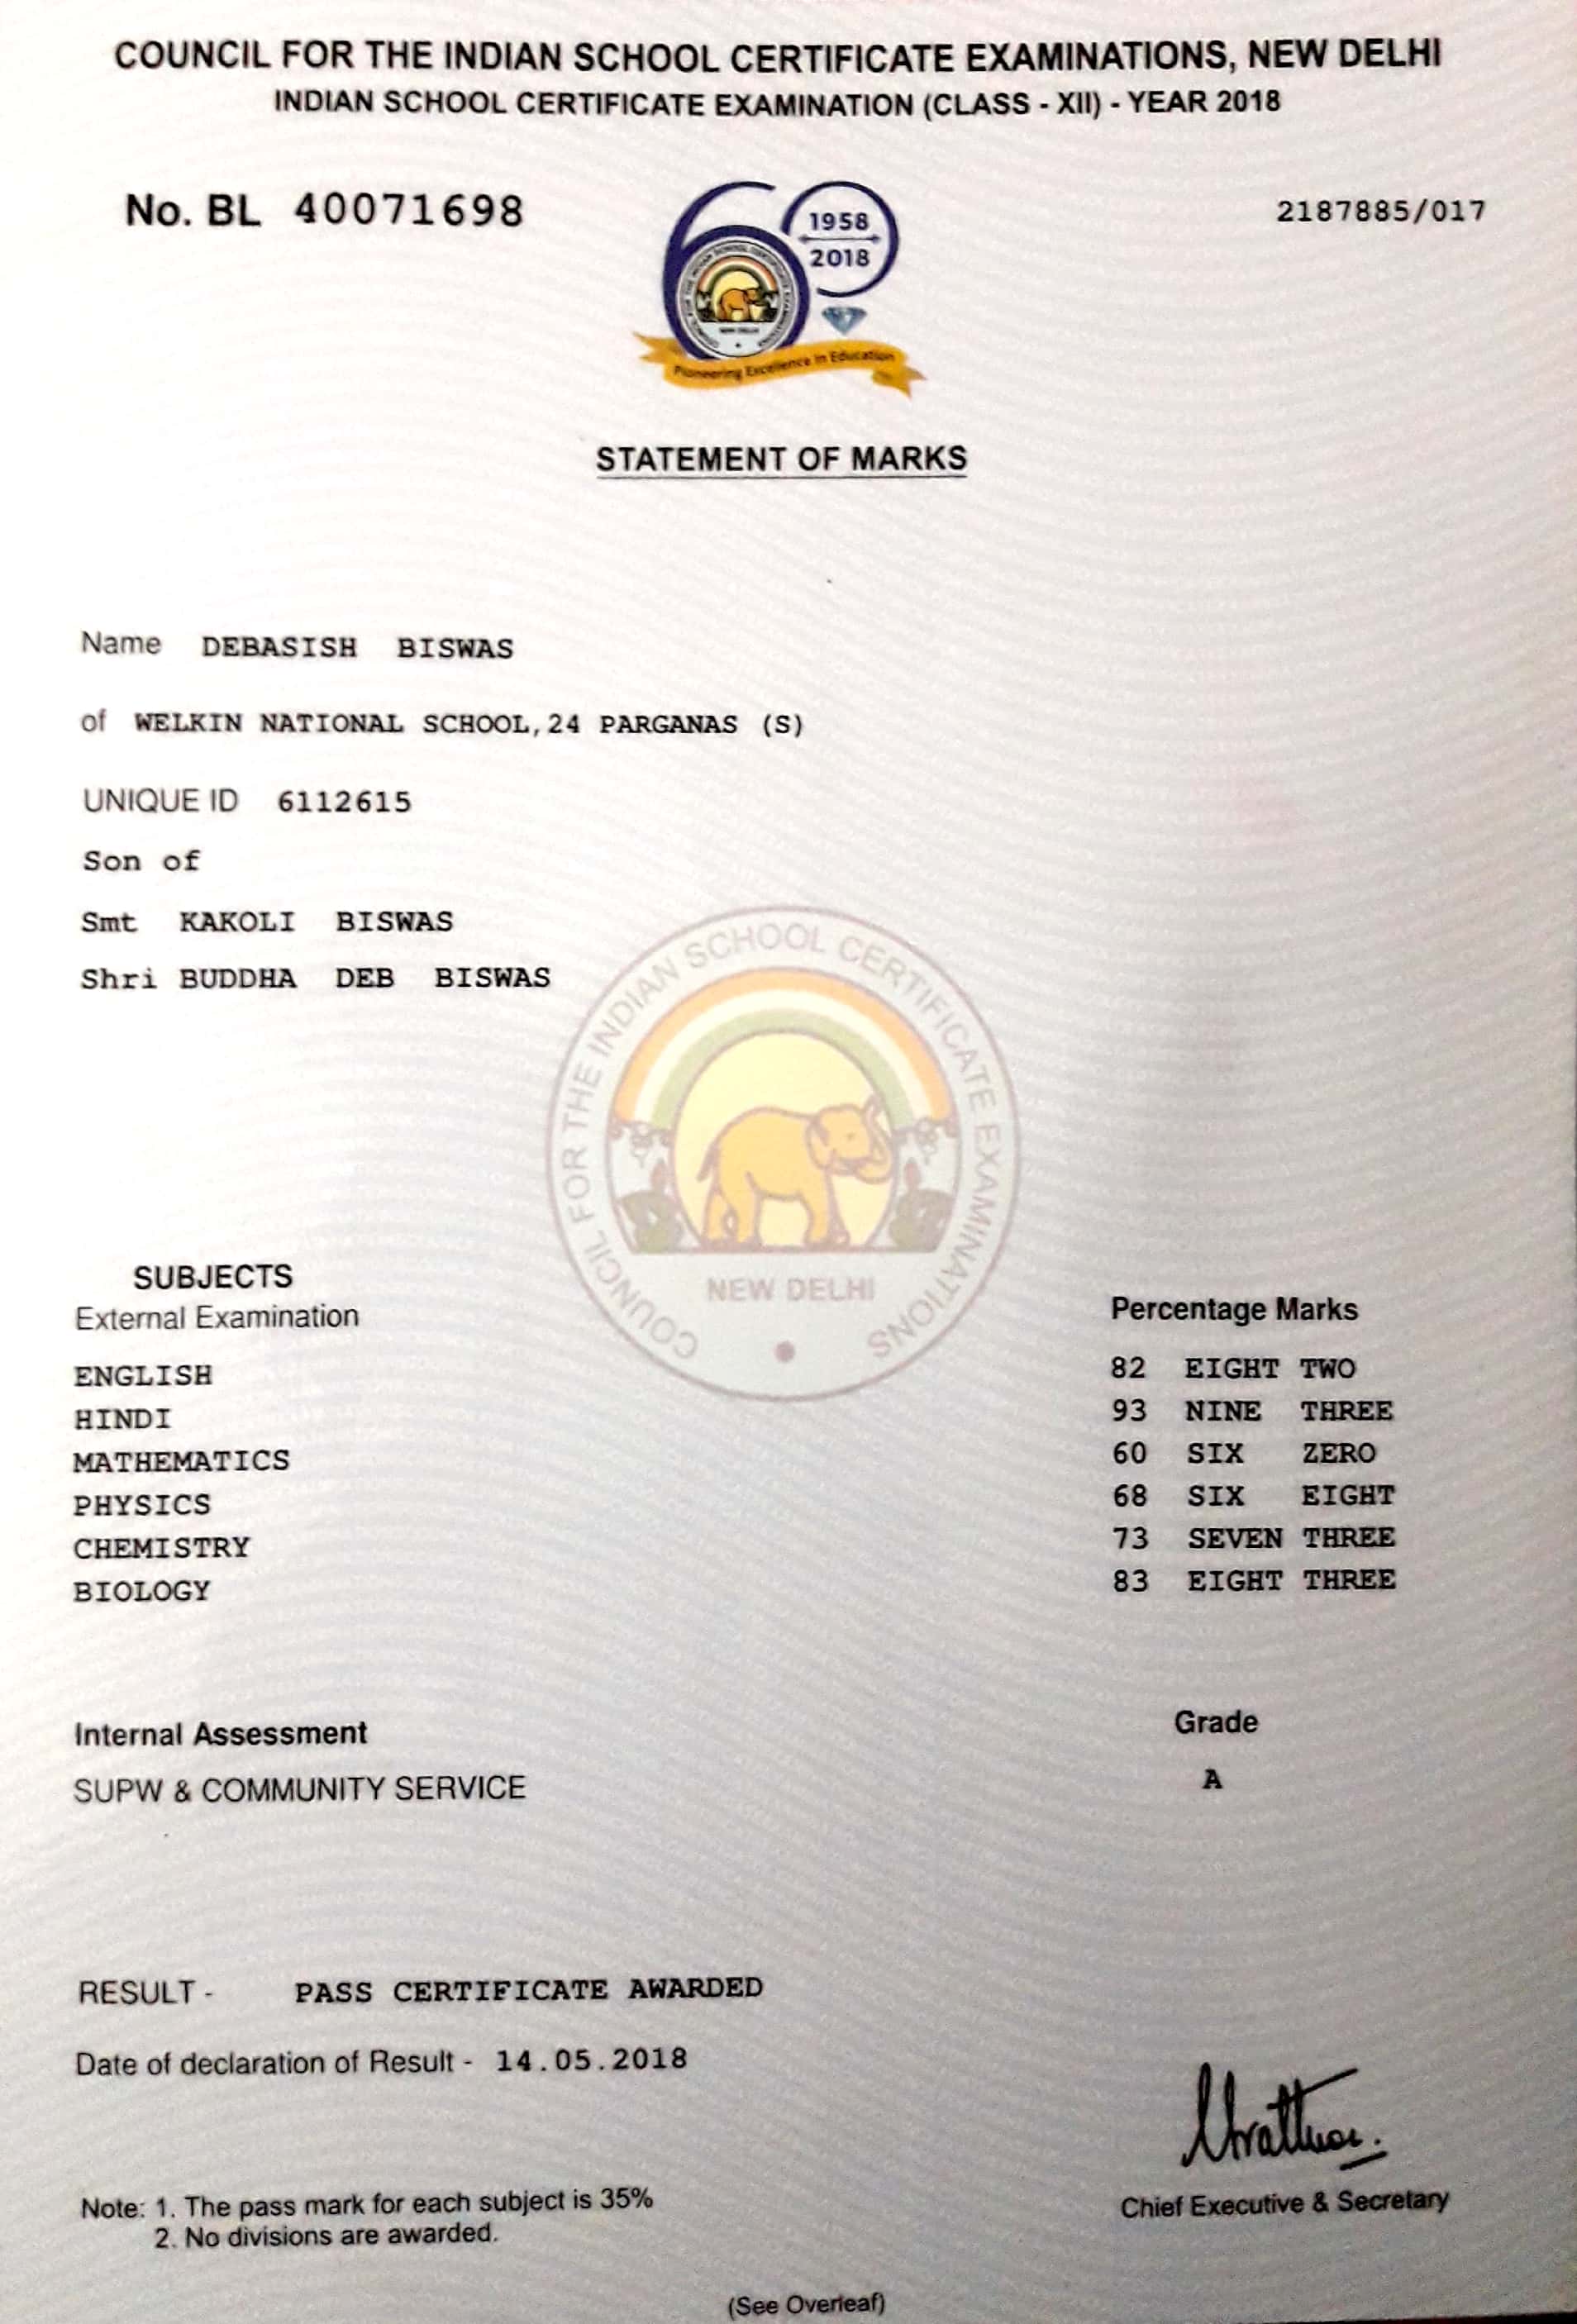 COUNCIL FOR THE INDIAN SCHOOL CERTIFICATE EXAMINATIONS, NEW DELHI
INDIAN SCHOOL CERTIFICATE EXAMINATION (CLASS - XII) - YEAR 2018
No. BL 40071698
2187885/017
1958
2018
NEW DELHI
Pioneering Excellence in Education
STATEMENT OF MARKS
Name DEBASISH BISWAS
of WELKIN NATIONAL SCHOOL,24 PARGANAS (S)
UNIQUE ID 6112615
Son of
Smt KAKOLI BISWAS
Shri BUDDHA DEB BISWAS
COUNCIL FOR THE INDIAN SCHOOL CERTIFICATE EXAMINATIONS
NEW DELHI
SUBJECTS
External Examination Percentage Marks
ENGLISH 82 EIGHT TWO
HINDI 93 NINE THREE
MATHEMATICS 60 SIX ZERO
PHYSICS 68 SIX EIGHT
CHEMISTRY 73 SEVEN THREE
BIOLOGY 83 EIGHT THREE
Internal Assessment Grade
SUPW & COMMUNITY SERVICE A
RESULT - PASS CERTIFICATE AWARDED
Date of declaration of Result - 14.05.2018
Note: 1. The pass mark for each subject is 35%
2. No divisions are awarded.
Chief Executive & Secretary
(See Overleaf)